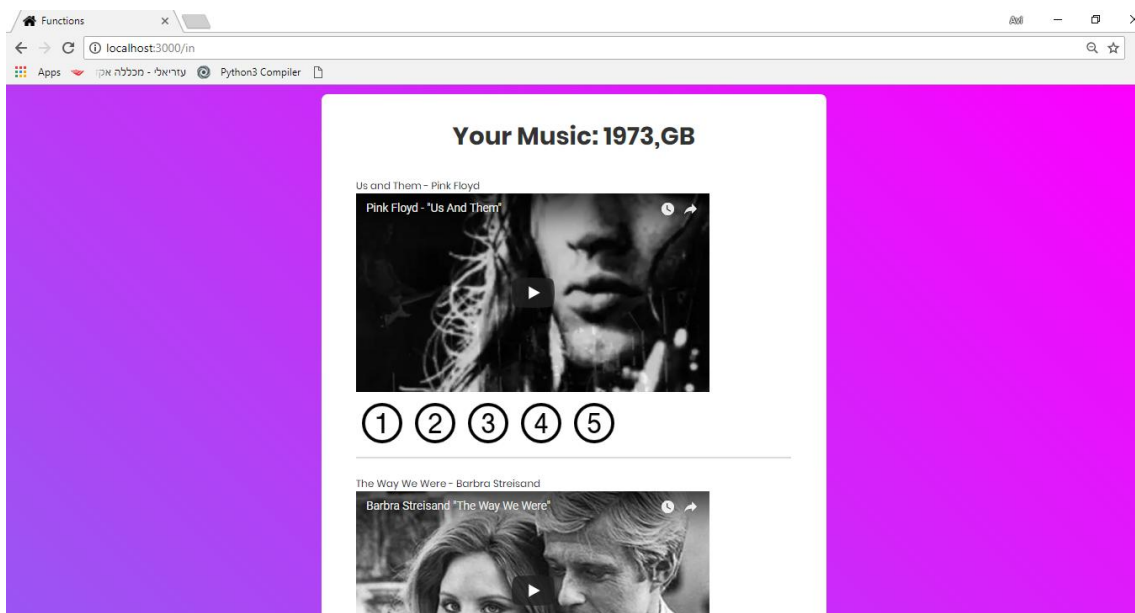 Functions
Avi
localhost:3000/in
Apps
עזריאלי - מכללה אק
Python3 Compiler
Your Music: 1973,GB
Us and Them - Pink Floyd
Pink Floyd - "Us And Them"
1 2 3 4 5
The Way We Were - Barbra Streisand
Barbra Streisand "The Way We Were"